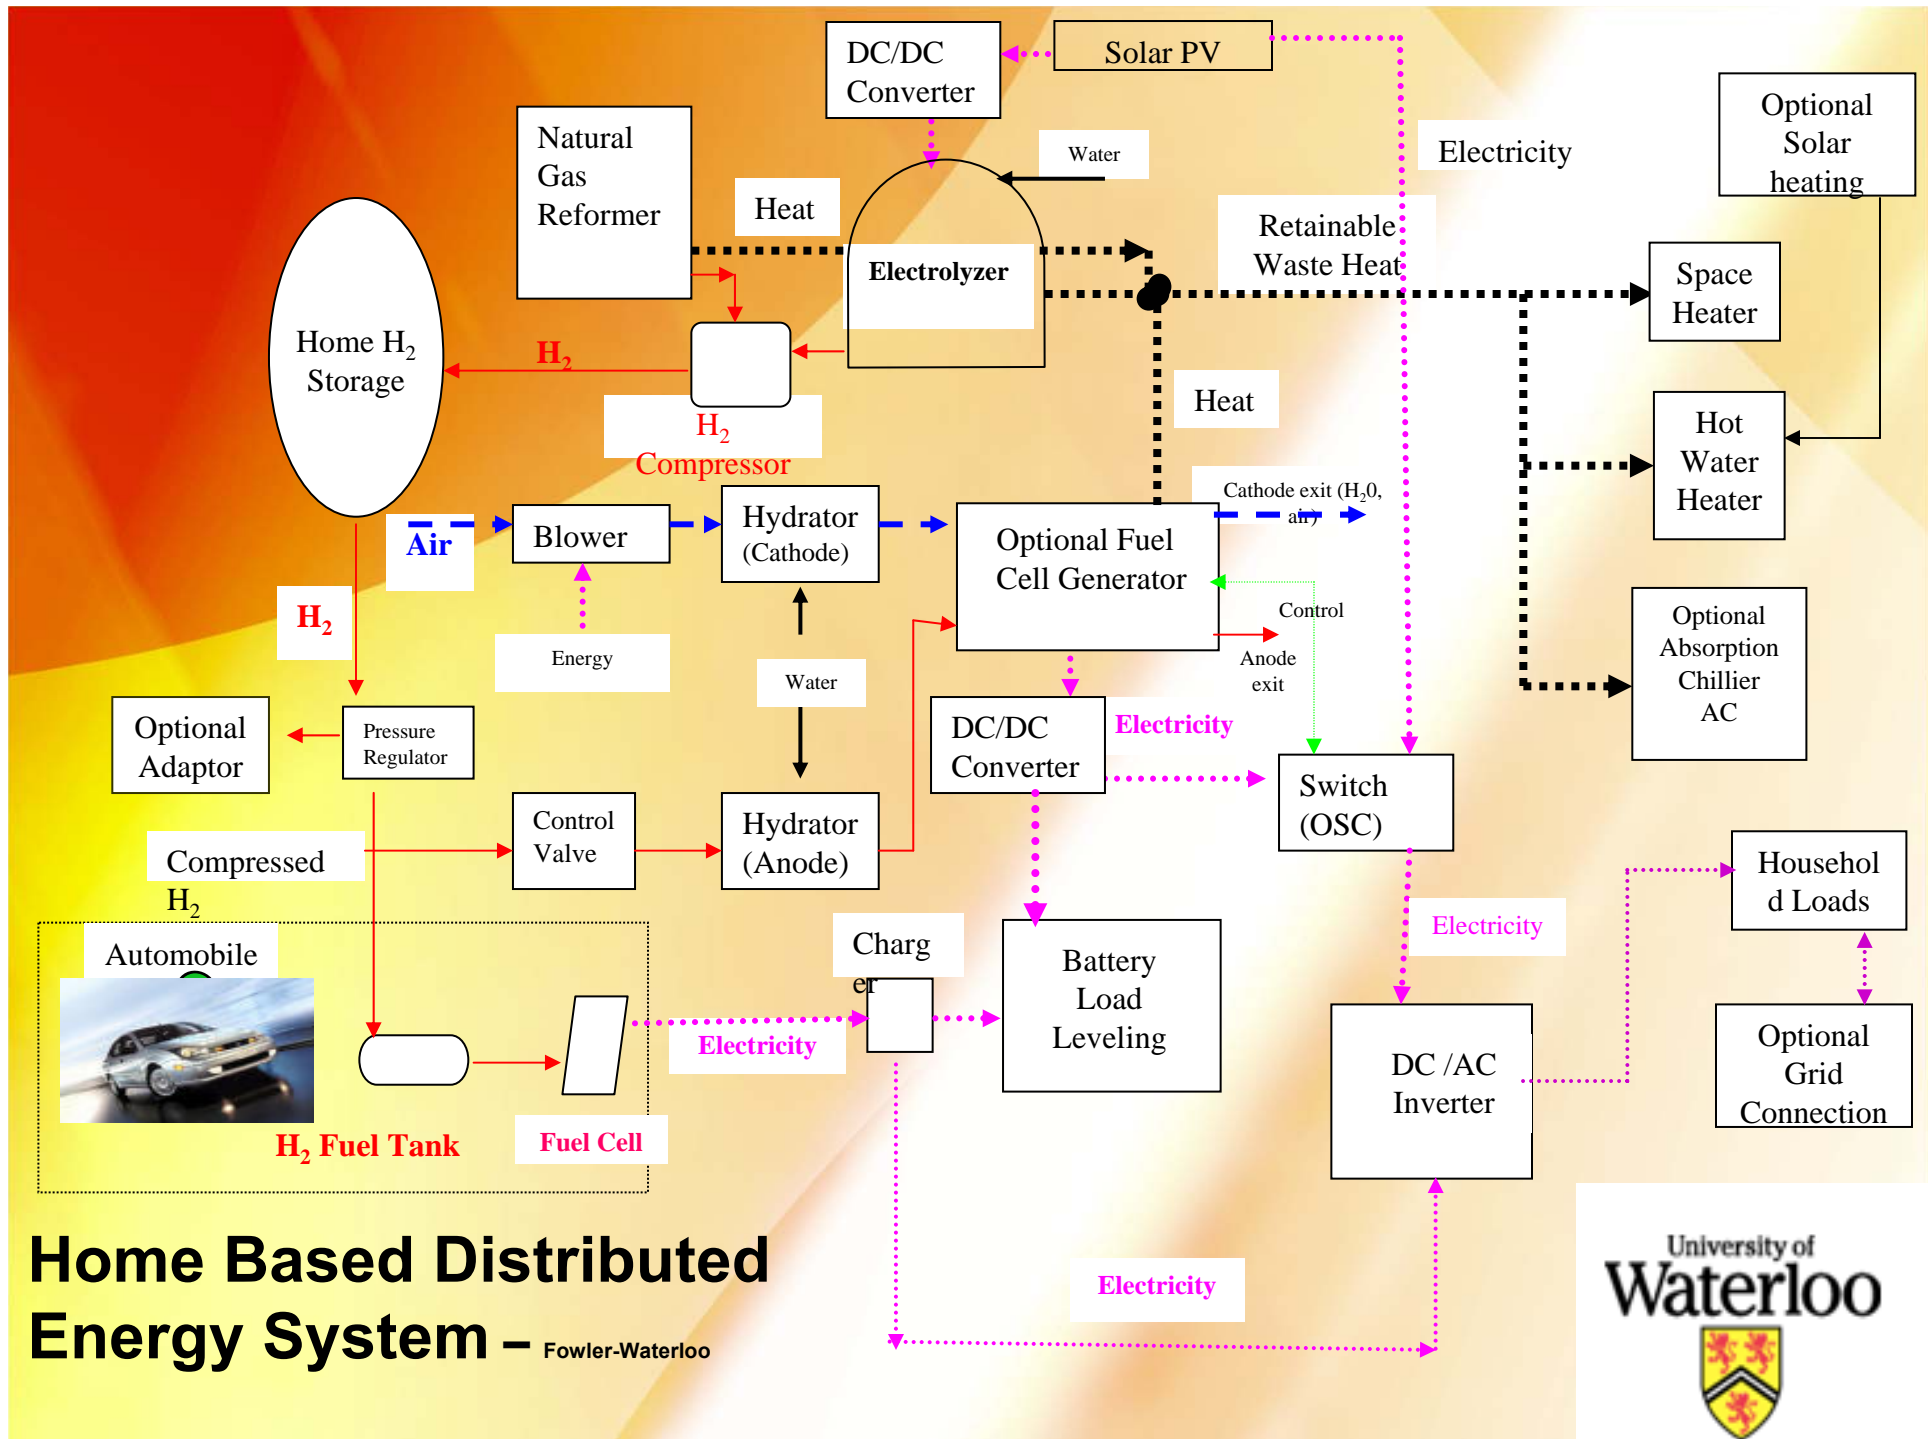 DC/DC
Converter
Solar PV
Optional
Solar
heating
Natural
Gas
Reformer
Water
Electricity
Heat
Retainable
Waste Heat
Electrolyzer
Space
Heater
Home H₂
Storage
H₂
H₂
Compressor
Heat
Hot
Water
Heater
Air
Blower
Hydrator
(Cathode)
Optional Fuel
Cell Generator
Cathode exit (H₂0,
air)
H₂
Energy
Water
Control
Anode
exit
Optional
Absorption
Chillier
AC
Optional
Adaptor
Pressure
Regulator
DC/DC
Converter
Electricity
Switch
(OSC)
Compressed
H₂
Control
Valve
Hydrator
(Anode)
Househol
d Loads
Automobile
Charg
er
Battery
Load
Leveling
Electricity
Electricity
DC /AC
Inverter
Optional
Grid
Connection
H₂ Fuel Tank
Fuel Cell
Electricity
Home Based Distributed
Energy System – Fowler-Waterloo
University of
Waterloo